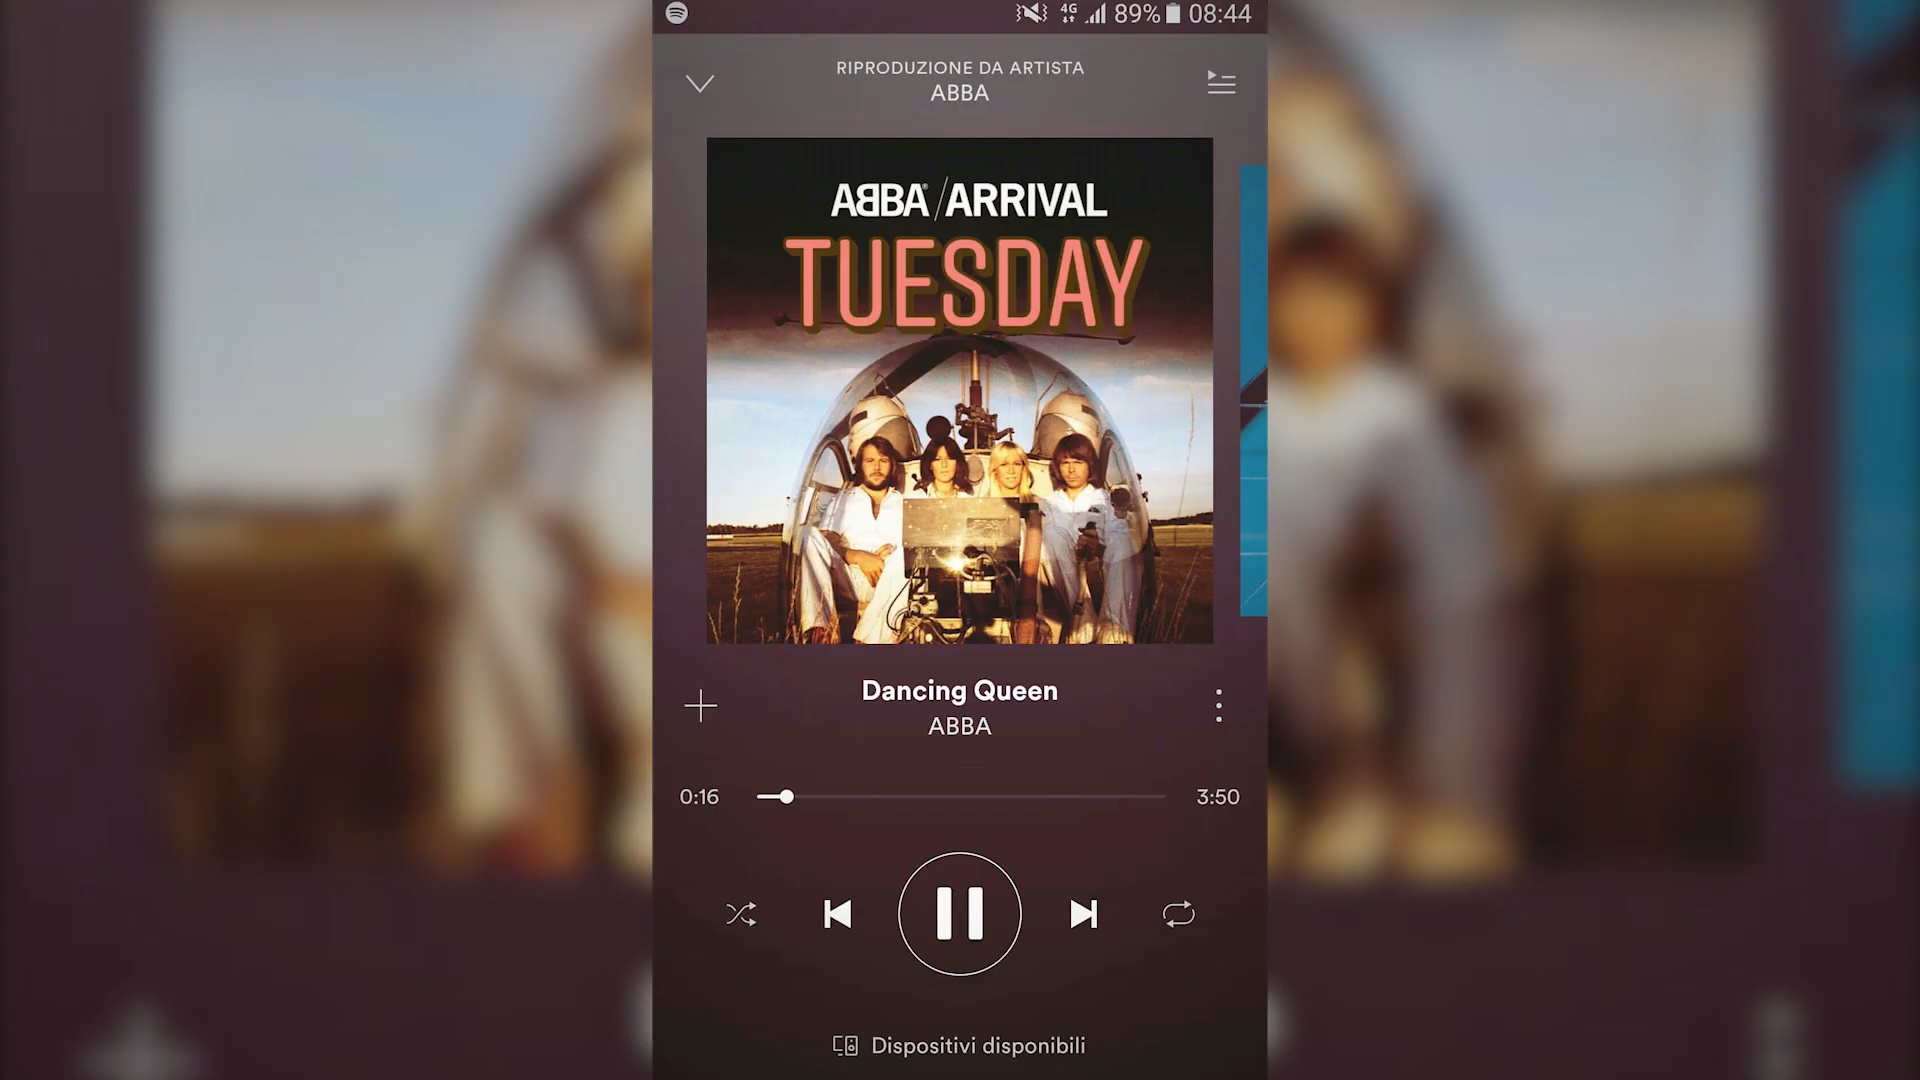 4G 89% 08:44
RIPRODUZIONE DA ARTISTA
ABBA
ABBA® / ARRIVAL
TUESDAY
Dancing Queen
ABBA
0:16 3:50
Dispositivi disponibili